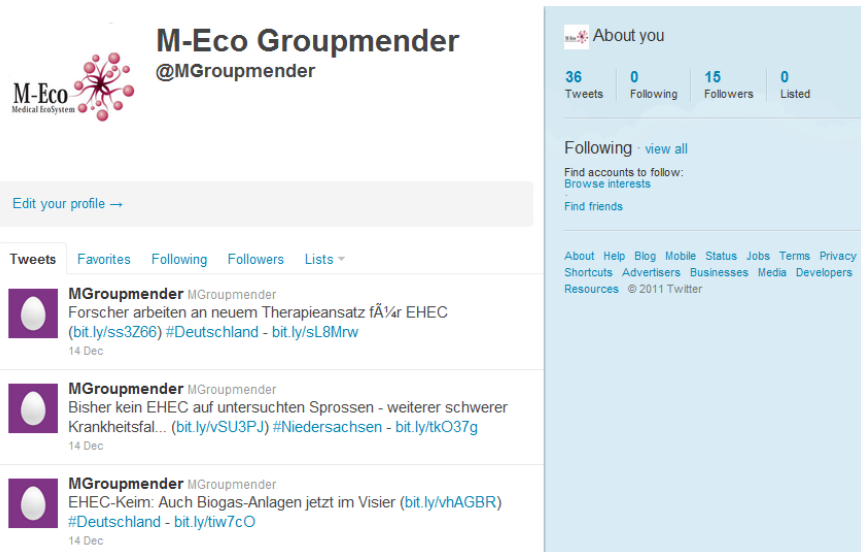 M-Eco
Medical EcoSystem
M-Eco Groupmender
@MGroupmender
Edit your profile →
Tweets Favorites Following Followers Lists
MGroupmender MGroupmender
Forscher arbeiten an neuem Therapieansatz fÃ¼r EHEC
(bit.ly/ss3Z66) #Deutschland - bit.ly/sL8Mrw
14 Dec
MGroupmender MGroupmender
Bisher kein EHEC auf untersuchten Sprossen - weiterer schwerer
Krankheitsfal... (bit.ly/vSU3PJ) #Niedersachsen - bit.ly/tkO37g
14 Dec
MGroupmender MGroupmender
EHEC-Keim: Auch Biogas-Anlagen jetzt im Visier (bit.ly/vhAGBR)
#Deutschland - bit.ly/tiw7cO
14 Dec
About you
36 0 15 0
Tweets Following Followers Listed
Following · view all
Find accounts to follow:
Browse interests
·
Find friends
About Help Blog Mobile Status Jobs Terms Privacy
Shortcuts Advertisers Businesses Media Developers
Resources © 2011 Twitter